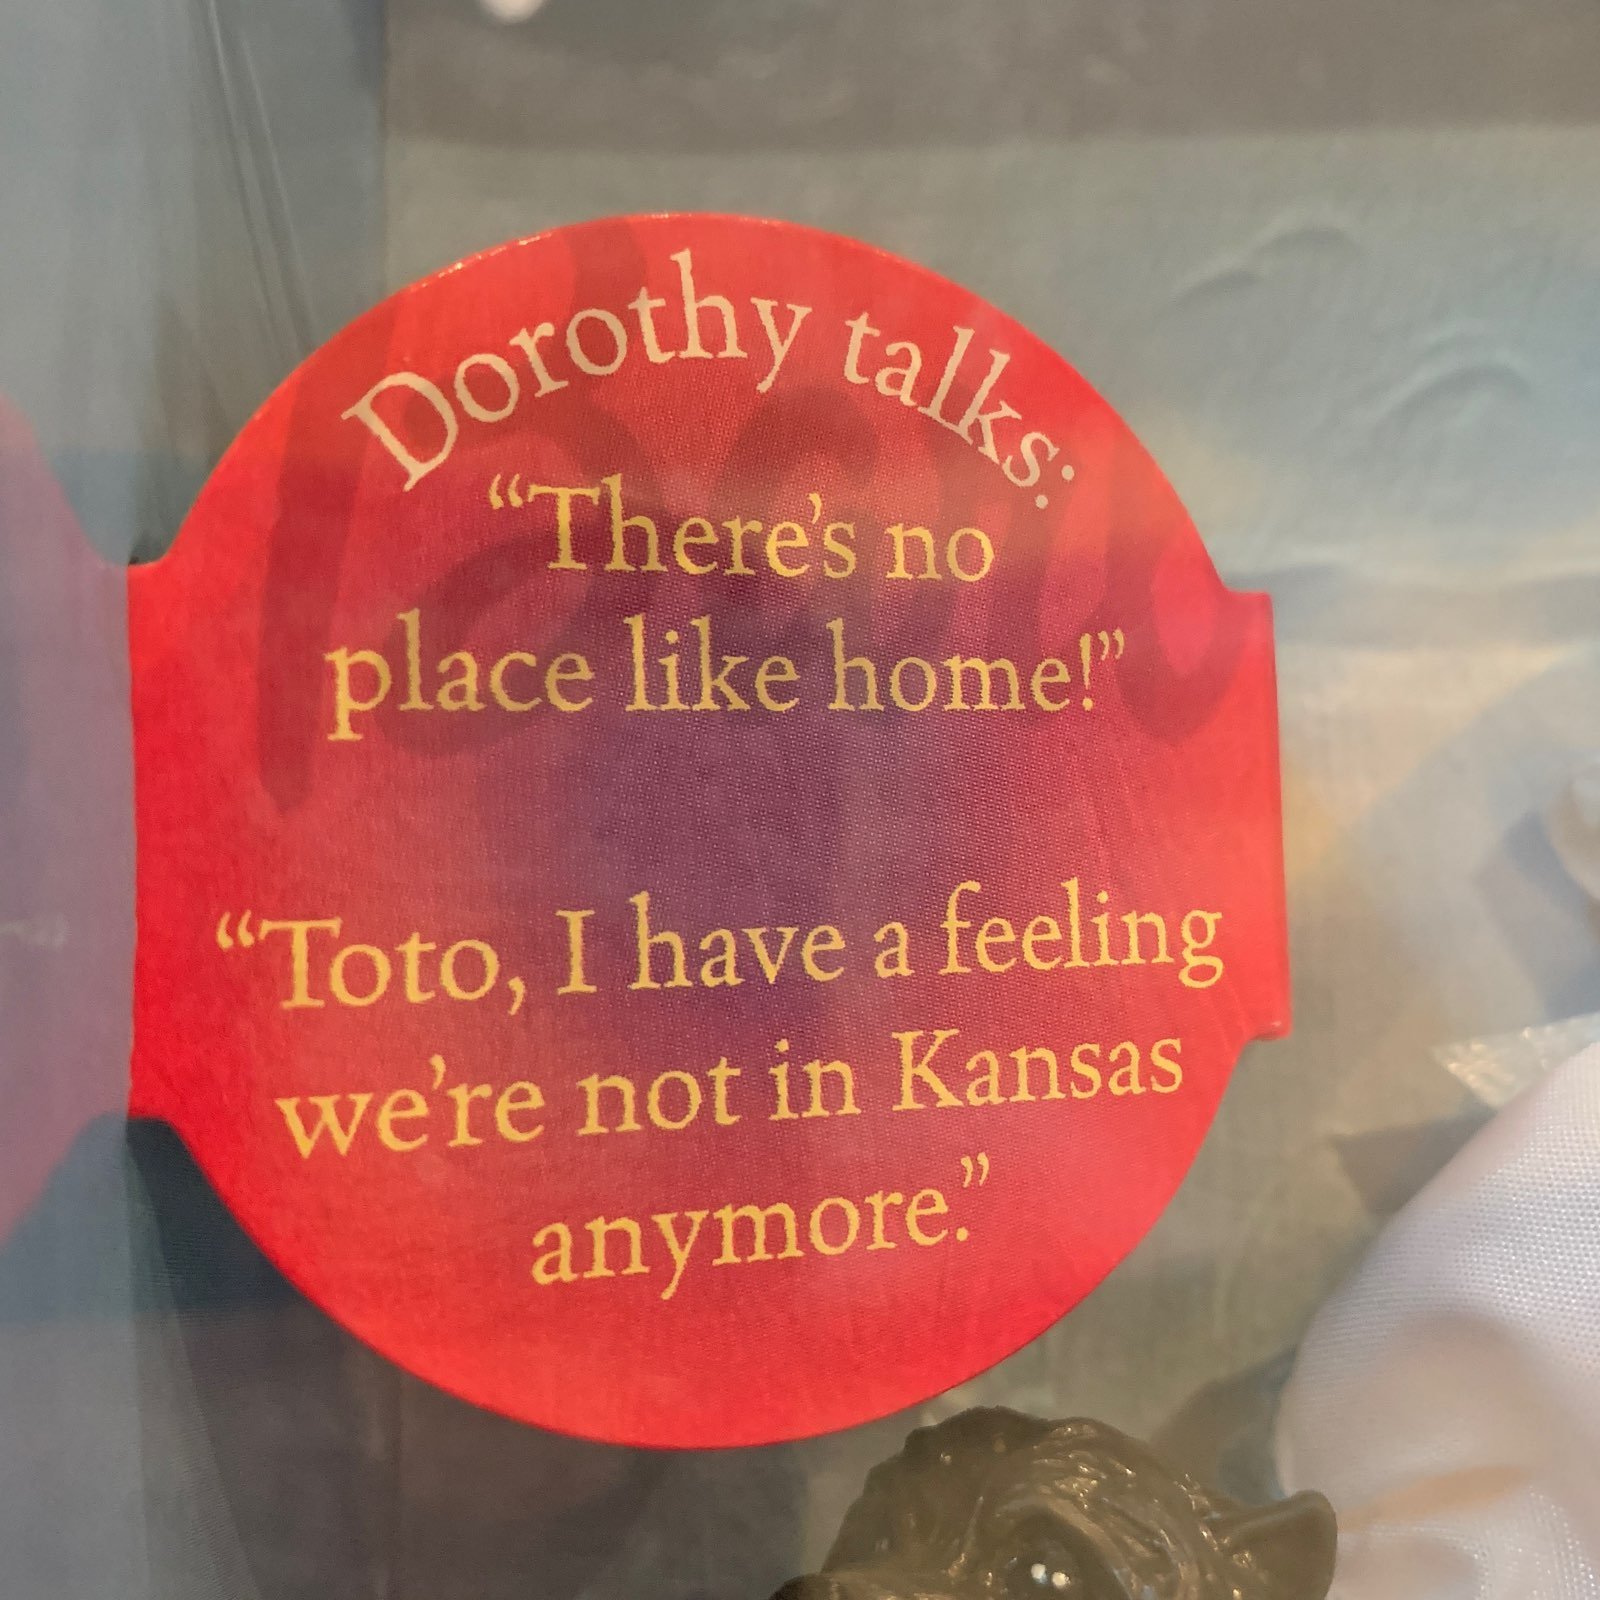 Dorothy talks:
“There’s no
place like home!”
“Toto, I have a feeling
we’re not in Kansas
anymore.”